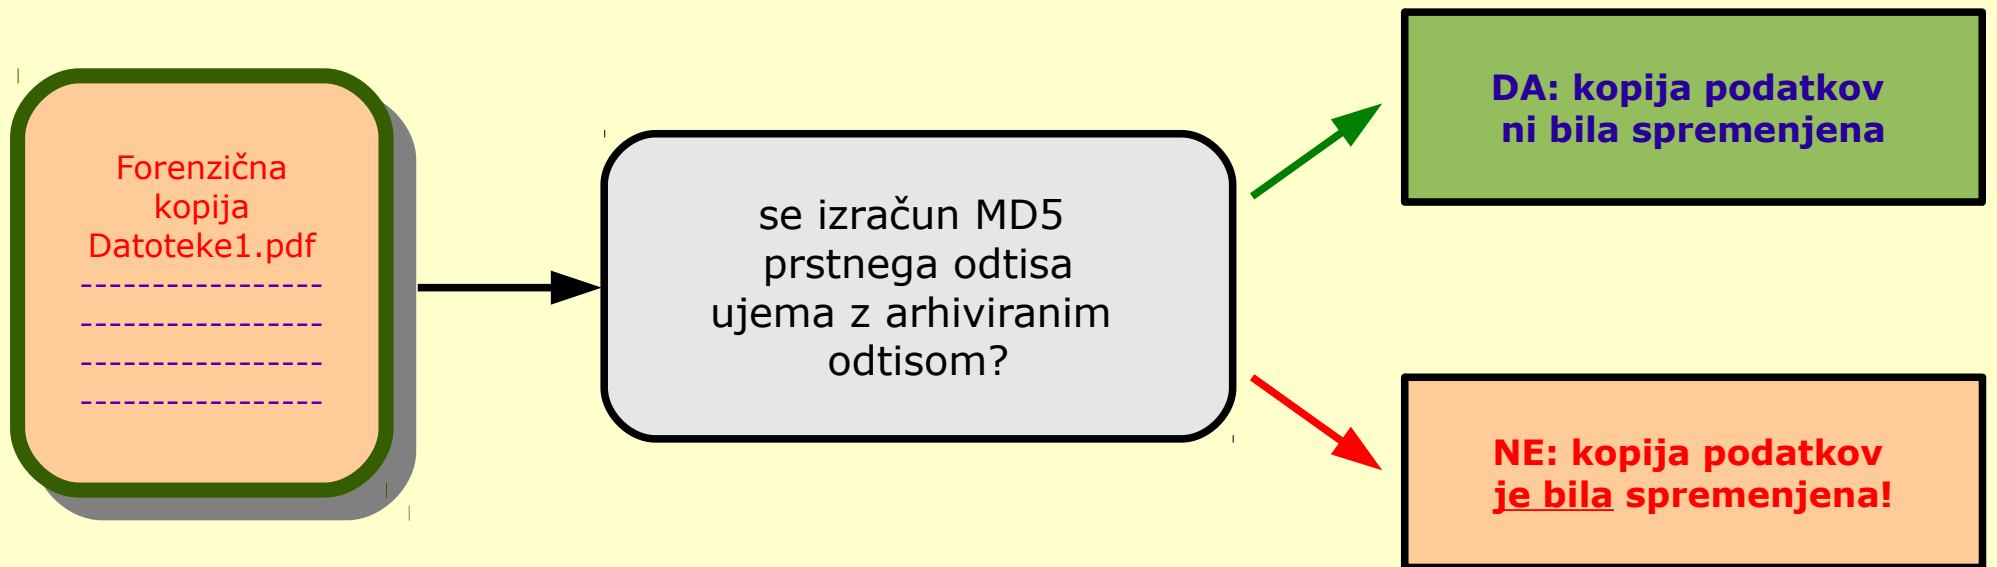 Forenzična
kopija
Datoteke1.pdf
-----------------
-----------------
-----------------
-----------------
se izračun MD5
prstnega odtisa
ujema z arhiviranim
odtisom?
DA: kopija podatkov
ni bila spremenjena
NE: kopija podatkov
je bila spremenjena!